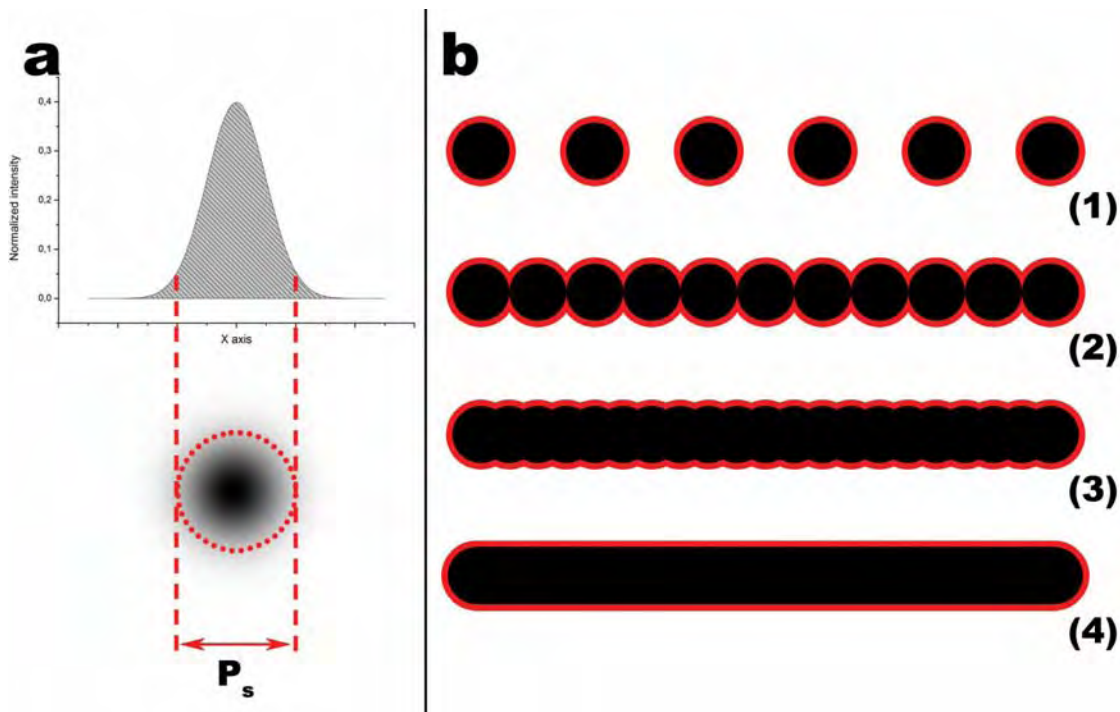 a
0,4
0,3
0,2
0,1
0,0
Normalized intensity
X axis
Ps
b
(1)
(2)
(3)
(4)